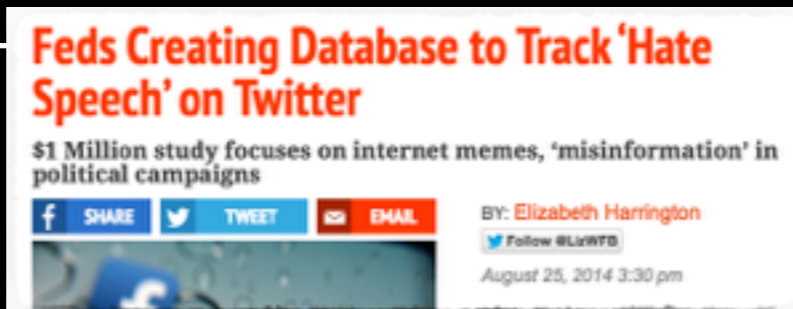 Feds Creating Database to Track ‘Hate
Speech’ on Twitter
$1 Million study focuses on internet memes, ‘misinformation’ in
political campaigns
f SHARE TWEET EMAIL
BY: Elizabeth Harrington
Follow @LizWFB
August 25, 2014 3:30 pm